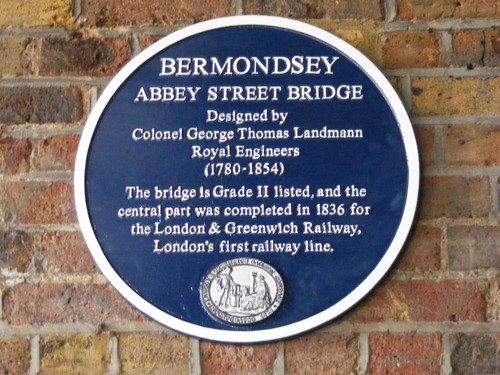 BERMONDSEY
ABBEY STREET BRIDGE
Designed by
Colonel George Thomas Landmann
Royal Engineers
(1780-1854)
The bridge is Grade II listed, and the
central part was completed in 1836 for
the London & Greenwich Railway,
London's first railway line.